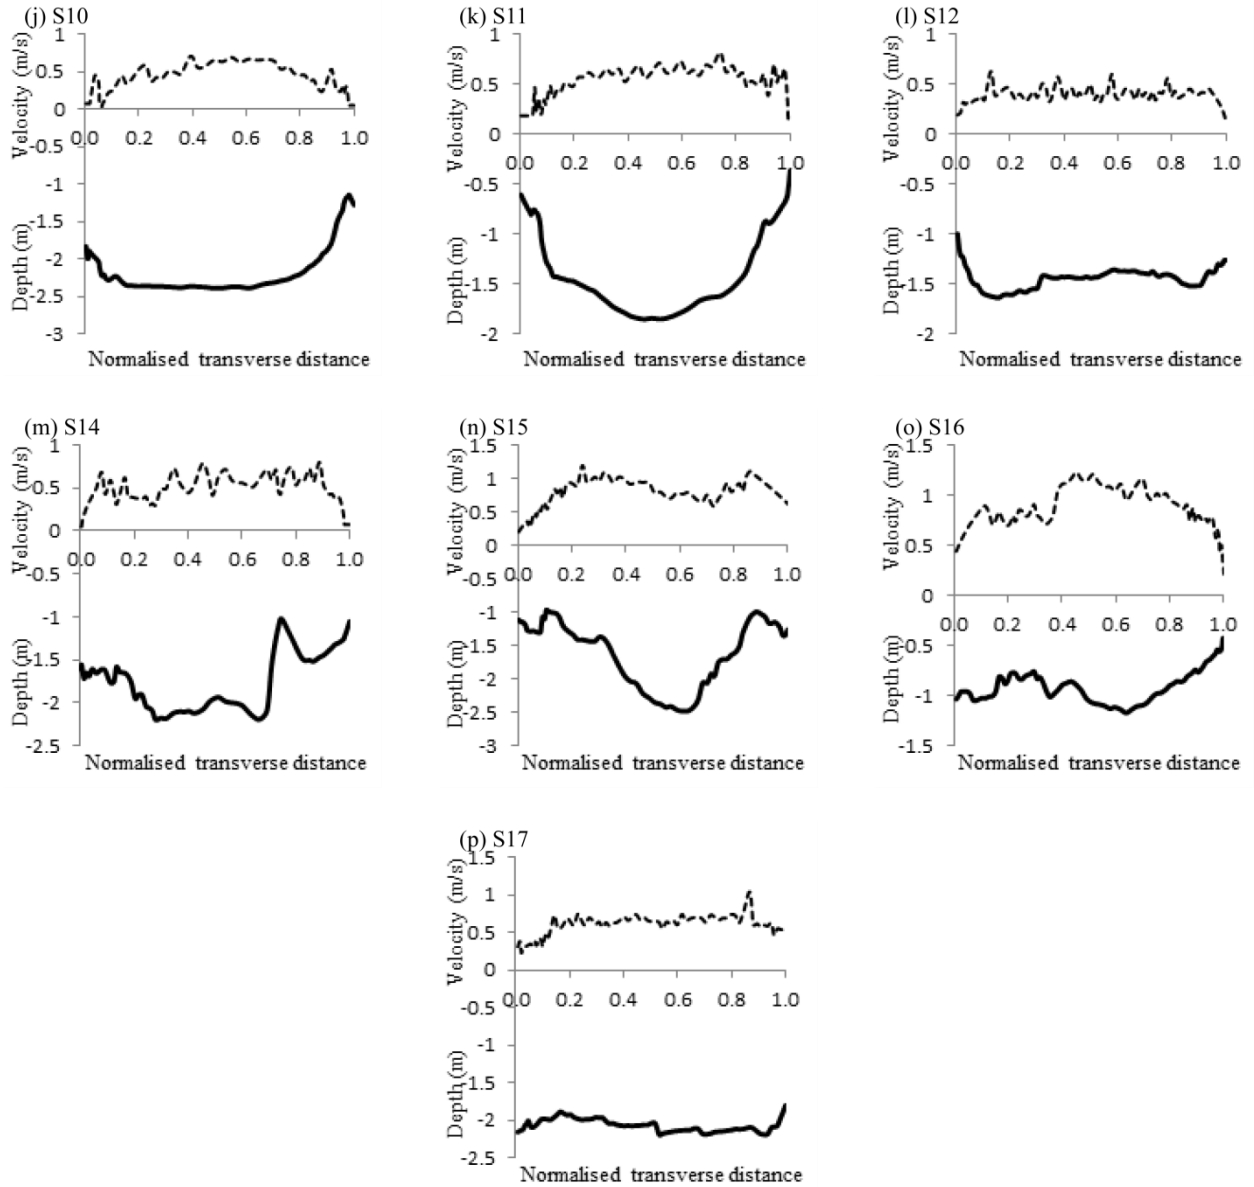 (j) S10
Velocity (m/s)
Depth (m)
1
0.5
0
-0.5
-1
-1.5
-2
-2.5
-3
0.0 0.2 0.4 0.6 0.8 1.0
Normalised transverse distance
(k) S11
Velocity (m/s)
Depth (m)
1
0.5
0
-0.5
-1
-1.5
-2
0.0 0.2 0.4 0.6 0.8 1.0
Normalised transverse distance
(l) S12
Velocity (m/s)
Depth (m)
1
0.5
0
-0.5
-1
-1.5
-2
0.0 0.2 0.4 0.6 0.8 1.0
Normalised transverse distance
(m) S14
Velocity (m/s)
Depth (m)
1
0.5
0
-0.5
-1
-1.5
-2
-2.5
0.0 0.2 0.4 0.6 0.8 1.0
Normalised transverse distance
(n) S15
Velocity (m/s)
Depth (m)
1.5
1
0.5
0
-0.5
-1
-1.5
-2
-2.5
-3
0.0 0.2 0.4 0.6 0.8 1.0
Normalised transverse distance
(o) S16
Velocity (m/s)
Depth (m)
1.5
1
0.5
0
-0.5
-1
-1.5
0.0 0.2 0.4 0.6 0.8 1.0
Normalised transverse distance
(p) S17
Velocity (m/s)
Depth (m)
1.5
1
0.5
0
-0.5
-1
-1.5
-2
-2.5
0.0 0.2 0.4 0.6 0.8 1.0
Normalised transverse distance